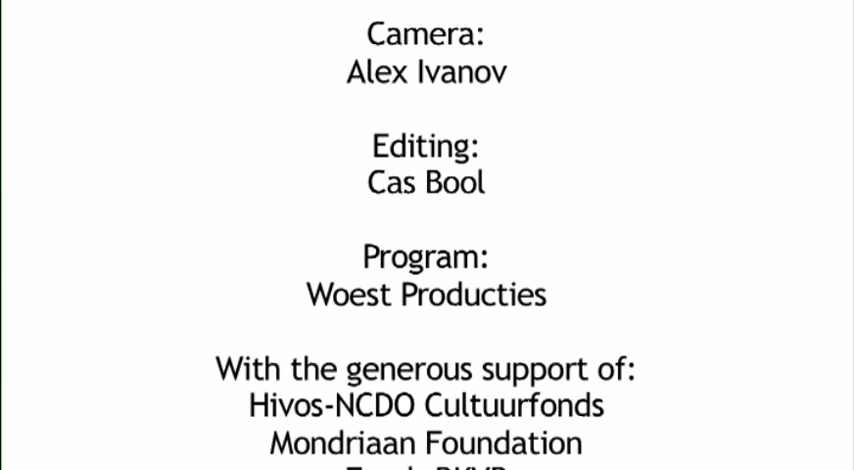 Camera:
Alex Ivanov
Editing:
Cas Bool
Program:
Woest Producties
With the generous support of:
Hivos-NCDO Cultuurfonds
Mondriaan Foundation